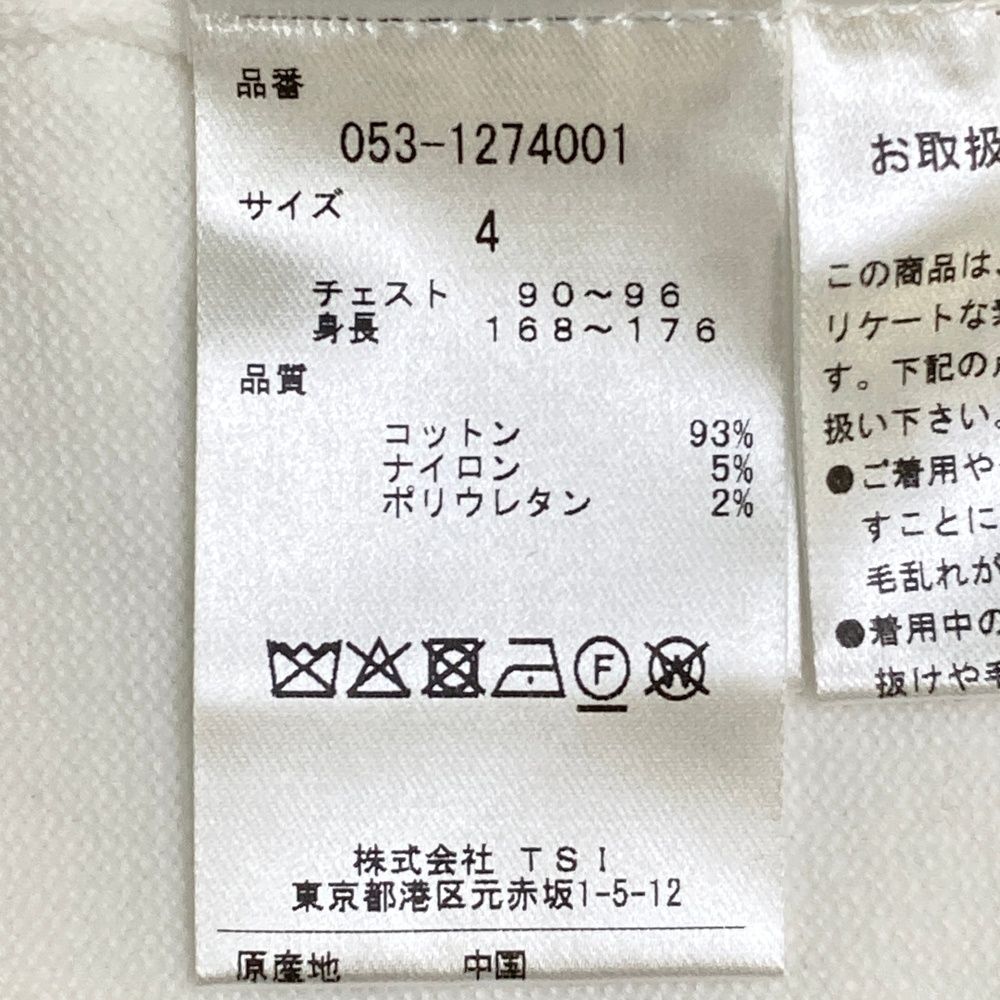 品番
053-1274001
サイズ
4
チェスト 90～96
身長 168～176
品質
コットン 93%
ナイロン 5%
ポリウレタン 2%
F
W
株式会社 TSI
東京都港区元赤坂1-5-12
原産地 中国
お取扱
この商品は、
リケートな
す。下記の
扱い下さい。
●ご着用や
すことに
毛乱れが
●着用中の
抜けや毛